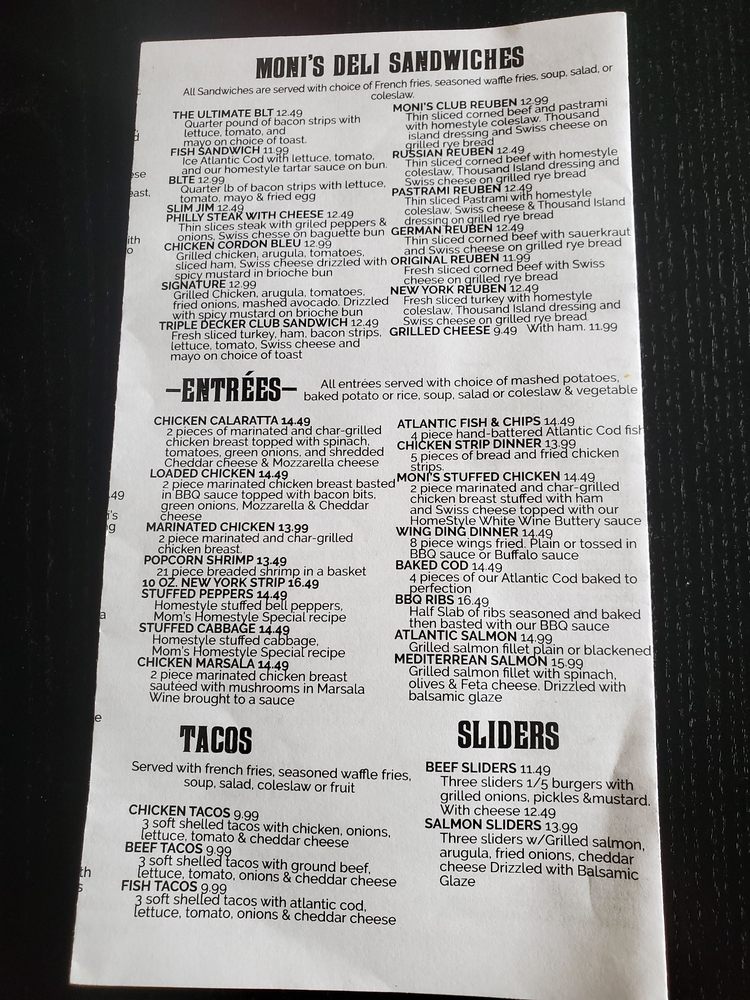 MONI'S DELI SANDWICHES
All Sandwiches are served with choice of French fries, seasoned waffle fries, soup, salad, or
coleslaw.
THE ULTIMATE BLT 12.49
Quarter pound of bacon strips with
lettuce, tomato, and
mayo on choice of toast.
FISH SANDWICH 11.99
Ice Atlantic Cod with lettuce, tomato,
and our homestyle tartar sauce on bun.
BLTE 12.99
Quarter lb of bacon strips with lettuce,
tomato, mayo & fried egg
SLIM JIM 12.49
PHILLY STEAK WITH CHEESE 12.49
Thin slices steak with griled peppers &
onions. Swiss chesse on baguette bun
CHICKEN CORDON BLEU 12.99
Grilled chicken, arugula, tomatoes,
sliced ham, Swiss cheese drizzled with
spicy mustard in brioche bun
SIGNATURE 12.99
Grilled Chicken, arugula, tomatoes,
fried onions, mashed avocado. Drizzled
with spicy mustard on brioche bun
TRIPLE DECKER CLUB SANDWICH 12.49
Fresh sliced turkey, ham, bacon strips,
lettuce, tomato, Swiss cheese and
mayo on choice of toast
MONI'S CLUB REUBEN 12.99
Thin sliced corned beef and pastrami
with homestyle coleslaw. Thousand
island dressing and Swiss cheese on
grilled rye bread
RUSSIAN REUBEN 12.49
Thin sliced corned beef with homestyle
coleslaw, Thousand Island dressing and
Swiss cheese on grilled rye bread
PASTRAMI REUBEN 12.49
Thin sliced Pastrami with homestyle
coleslaw, Swiss cheese & Thousand Island
dressing on grilled rye bread
GERMAN REUBEN 12.49
Thin sliced corned beef with sauerkraut
and Swiss cheese on grilled rye bread
ORIGINAL REUBEN 11.99
Fresh sliced corned beef with Swiss
cheese on grilled rye bread
NEW YORK REUBEN 12.49
Fresh sliced turkey with homestyle
coleslaw, Thousand Island dressing and
Swiss cheese on grilled rye bread
GRILLED CHEESE 9.49 With ham. 11.99
-ENTRÉES-
All entrées served with choice of mashed potatoes,
baked potato or rice, soup, salad or coleslaw & vegetable
CHICKEN CALARATTA 14.49
2 pieces of marinated and char-grilled
chicken breast topped with spinach,
tomatoes, green onions, and shredded
Cheddar cheese & Mozzarella cheese
LOADED CHICKEN 14.49
2 piece marinated chicken breast basted
in BBQ sauce topped with bacon bits,
green onions, Mozzarella & Cheddar
cheese
MARINATED CHICKEN 13.99
2 piece marinated and char-grilled
chicken breast.
POPCORN SHRIMP 13.49
21 piece breaded shrimp in a basket
10 OZ. NEW YORK STRIP 16.49
STUFFED PEPPERS 14.49
Homestyle stuffed bell peppers,
Mom's Homestyle Special recipe
STUFFED CABBAGE 14.49
Homestyle stuffed cabbage,
Mom's Homestyle Special recipe
CHICKEN MARSALA 14.49
2 piece marinated chicken breast
sautéed with mushrooms in Marsala
Wine brought to a sauce
ATLANTIC FISH & CHIPS 14.49
4 piece hand-battered Atlantic Cod fish
CHICKEN STRIP DINNER 13.99
5 pieces of bread and fried chicken
strips.
MONI'S STUFFED CHICKEN 14.49
2 piece marinated and char-grilled
chicken breast stuffed with ham
and Swiss cheese topped with our
HomeStyle White Wine Buttery sauce
WING DING DINNER 14.49
8 piece wings fried. Plain or tossed in
BBQ sauce or Buffalo sauce
BAKED COD 14.49
4 pieces of our Atlantic Cod baked to
perfection
BBQ RIBS 16.49
Half Slab of ribs seasoned and baked
then basted with our BBQ sauce
ATLANTIC SALMON 14.99
Grilled salmon fillet plain or blackened
MEDITERREAN SALMON 15.99
Grilled salmon fillet with spinach,
olives & Feta cheese. Drizzled with
balsamic glaze
TACOS
Served with french fries, seasoned waffle fries,
soup, salad, coleslaw or fruit
CHICKEN TACOS 9.99
3 soft shelled tacos with chicken, onions,
lettuce, tomato & cheddar cheese
BEEF TACOS 9.99
3 soft shelled tacos with ground beef,
lettuce, tomato, onions & cheddar cheese
FISH TACOS 9.99
3 soft shelled tacos with atlantic cod,
lettuce, tomato, onions & cheddar cheese
SLIDERS
BEEF SLIDERS 11.49
Three sliders 1/5 burgers with
grilled onions, pickles &mustard.
With cheese 12.49
SALMON SLIDERS 13.99
Three sliders w/Grilled salmon,
arugula, fried onions, cheddar
cheese Drizzled with Balsamic
Glaze